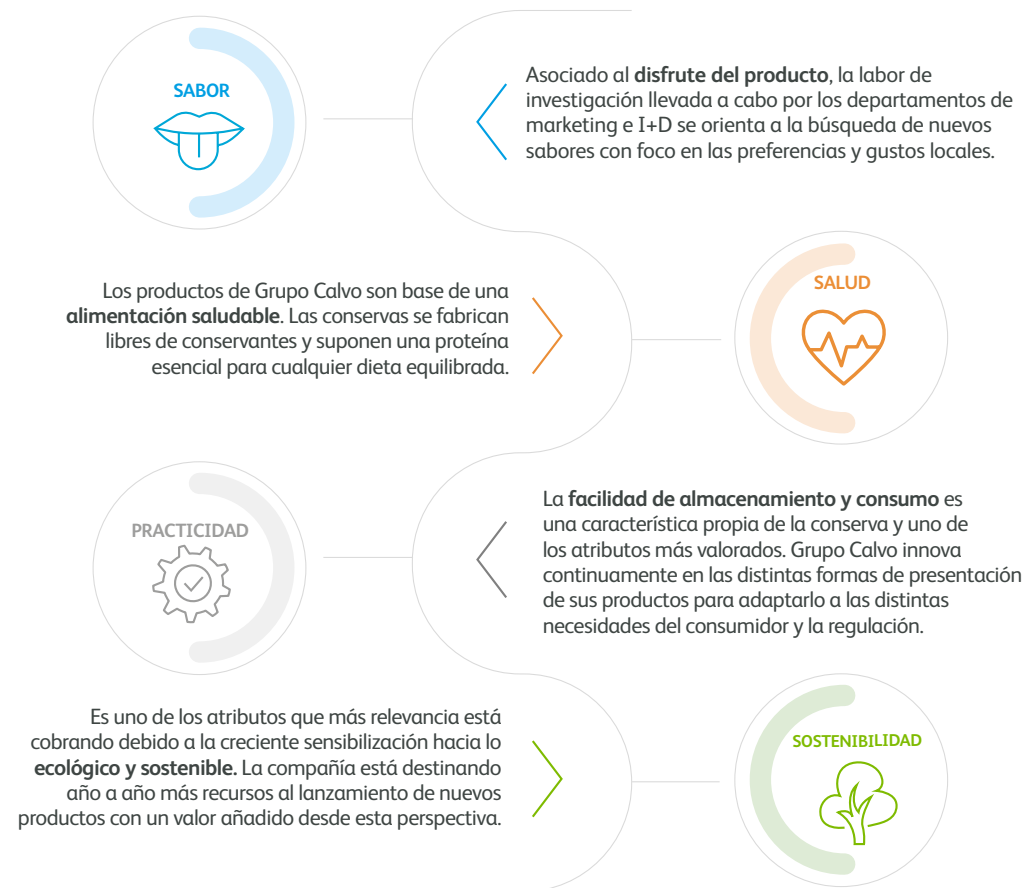 SABOR
Asociado al disfrute del producto, la labor de
investigación llevada a cabo por los departamentos de
marketing e I+D se orienta a la búsqueda de nuevos
sabores con foco en las preferencias y gustos locales.
Los productos de Grupo Calvo son base de una
alimentación saludable. Las conservas se fabrican
libres de conservantes y suponen una proteína
esencial para cualquier dieta equilibrada.
SALUD
PRACTICIDAD
La facilidad de almacenamiento y consumo es
una característica propia de la conserva y uno de
los atributos más valorados. Grupo Calvo innova
continuamente en las distintas formas de presentación
de sus productos para adaptarlo a las distintas
necesidades del consumidor y la regulación.
Es uno de los atributos que más relevancia está
cobrando debido a la creciente sensibilización hacia lo
ecológico y sostenible. La compañía está destinando
año a año más recursos al lanzamiento de nuevos
productos con un valor añadido desde esta perspectiva.
SOSTENIBILIDAD